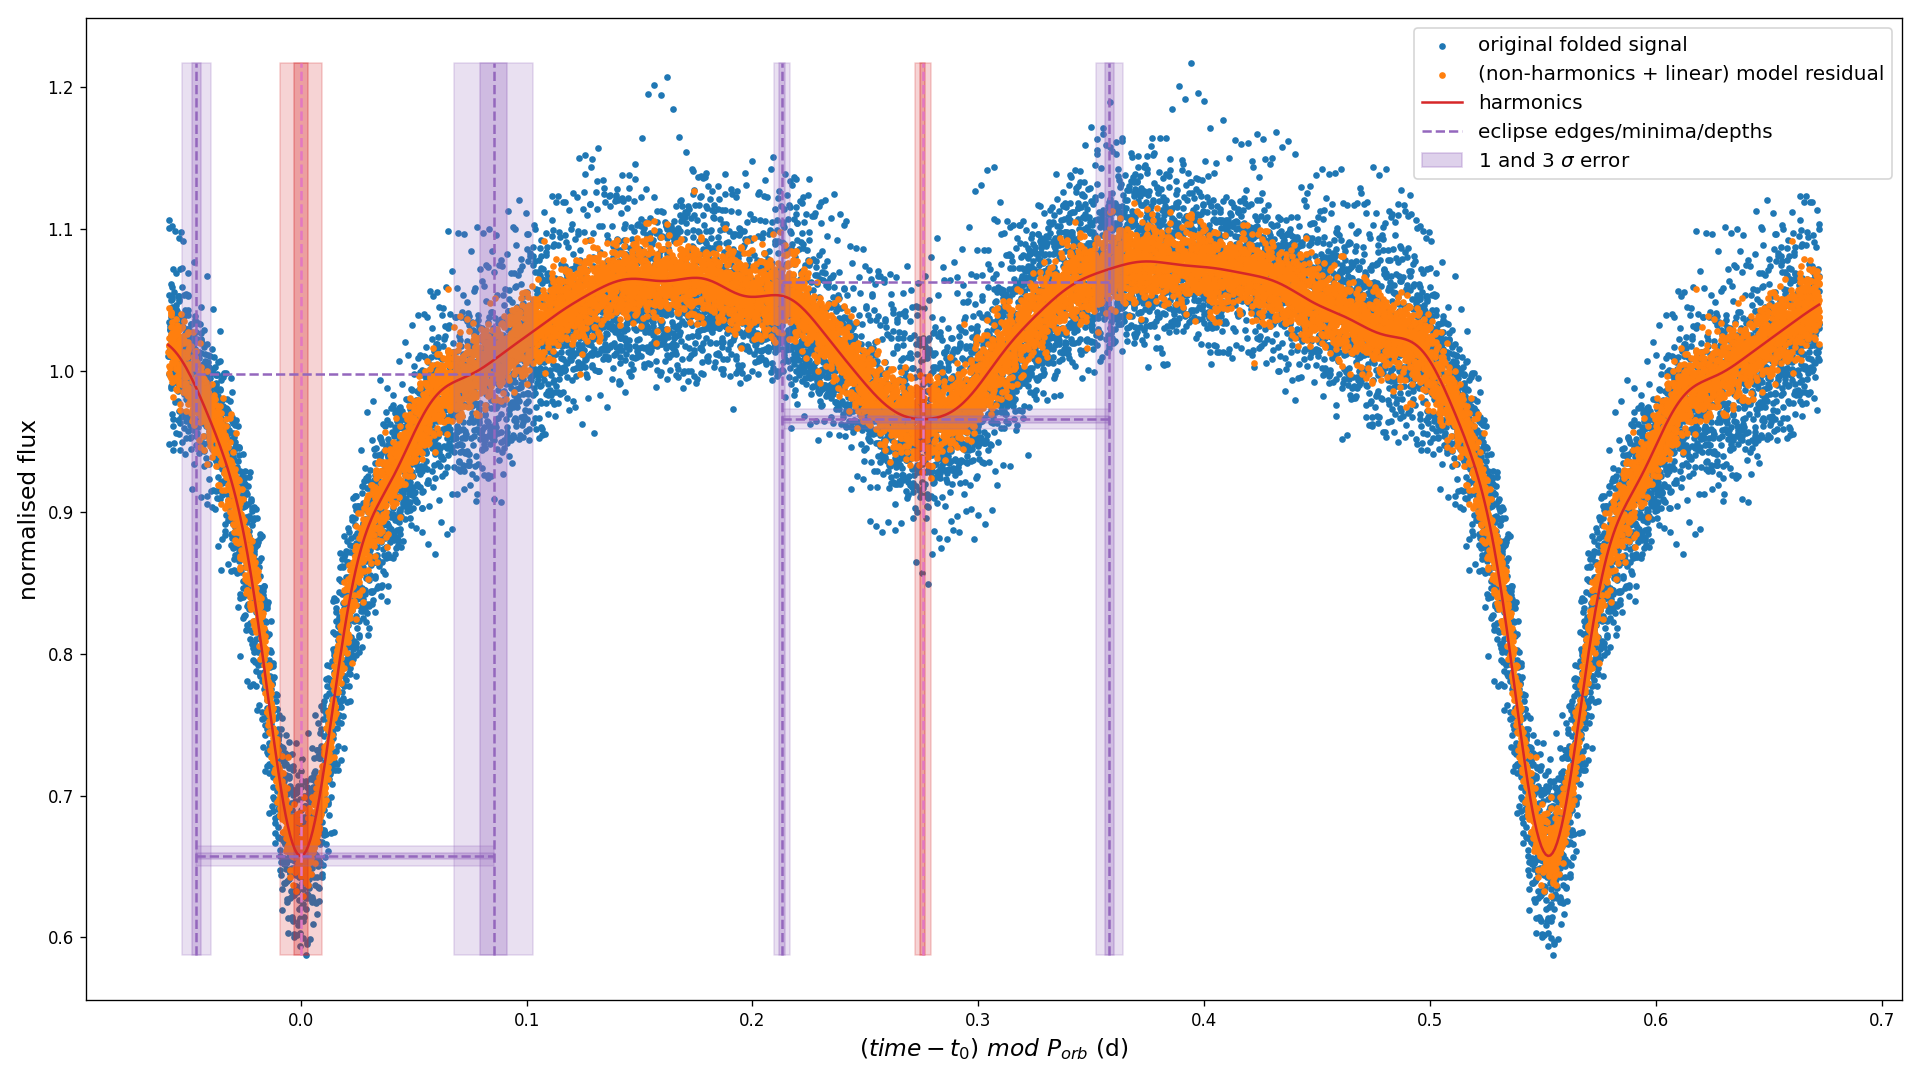 original folded signal
(non-harmonics + linear) model residual
harmonics
eclipse edges/minima/depths
1 and 3 σ error
normalised flux
1.2
1.1
1.0
0.9
0.8
0.7
0.6
0.0 0.1 0.2 0.3 0.4 0.5 0.6 0.7
(time − t₀) mod Pₒᵣb (d)